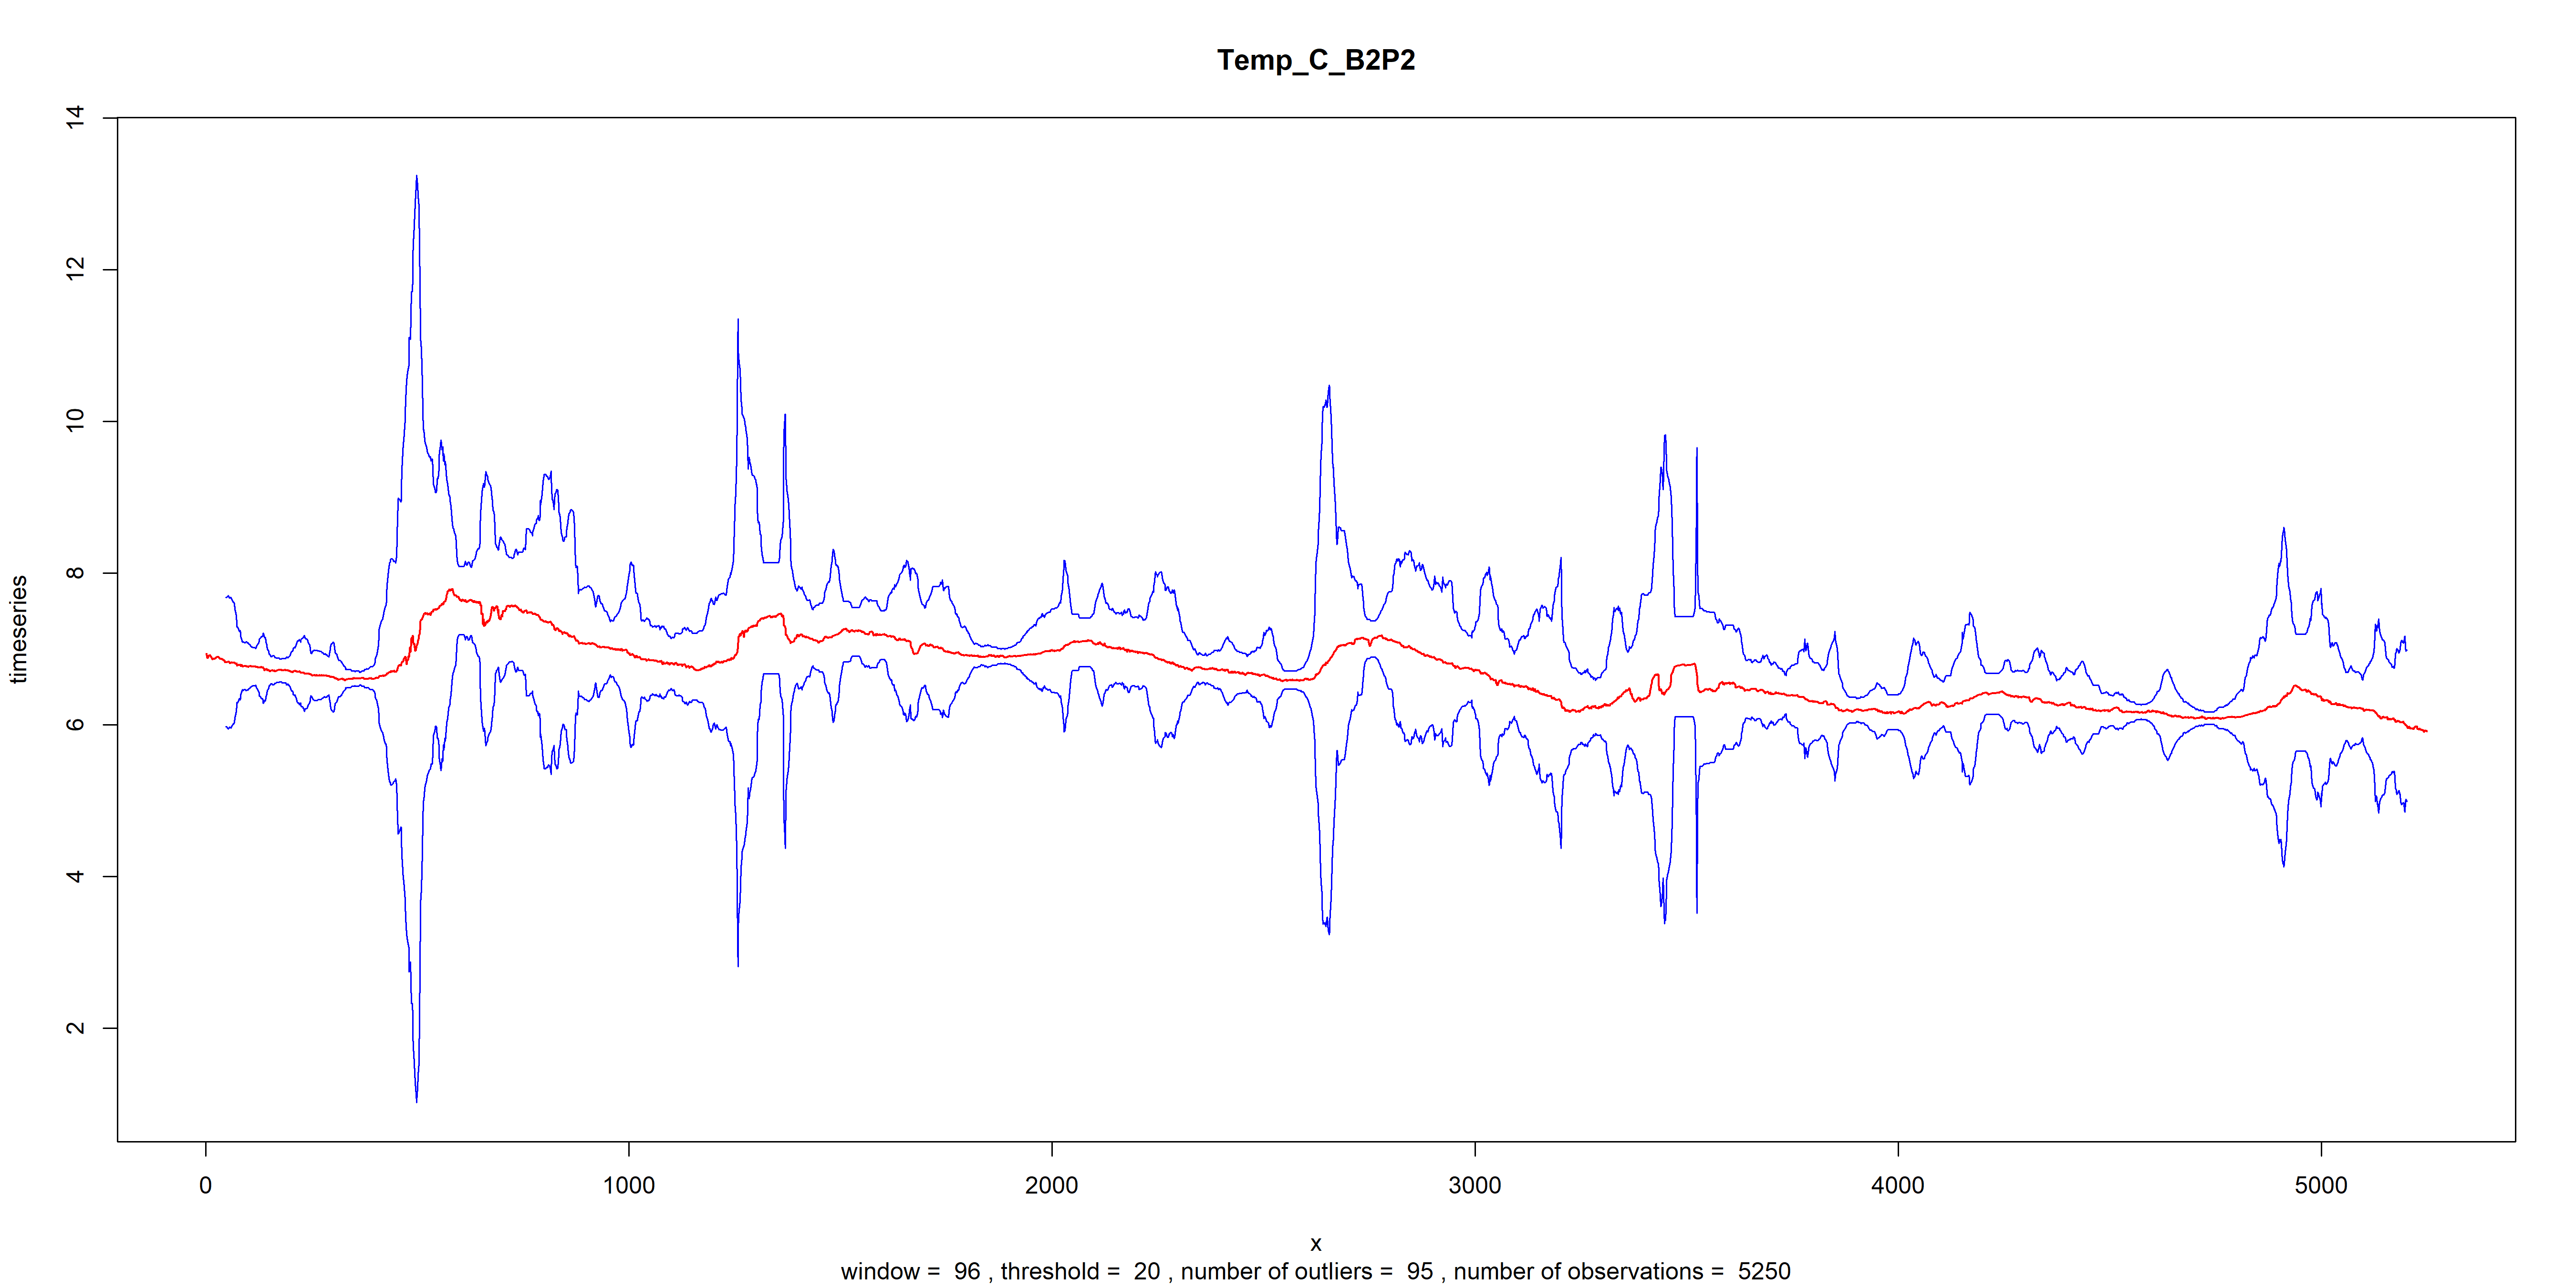 Temp_C_B2P2
timeseries
14
12
10
8
6
4
2
0 1000 2000 3000 4000 5000
x
window = 96 , threshold = 20 , number of outliers = 95 , number of observations = 5250